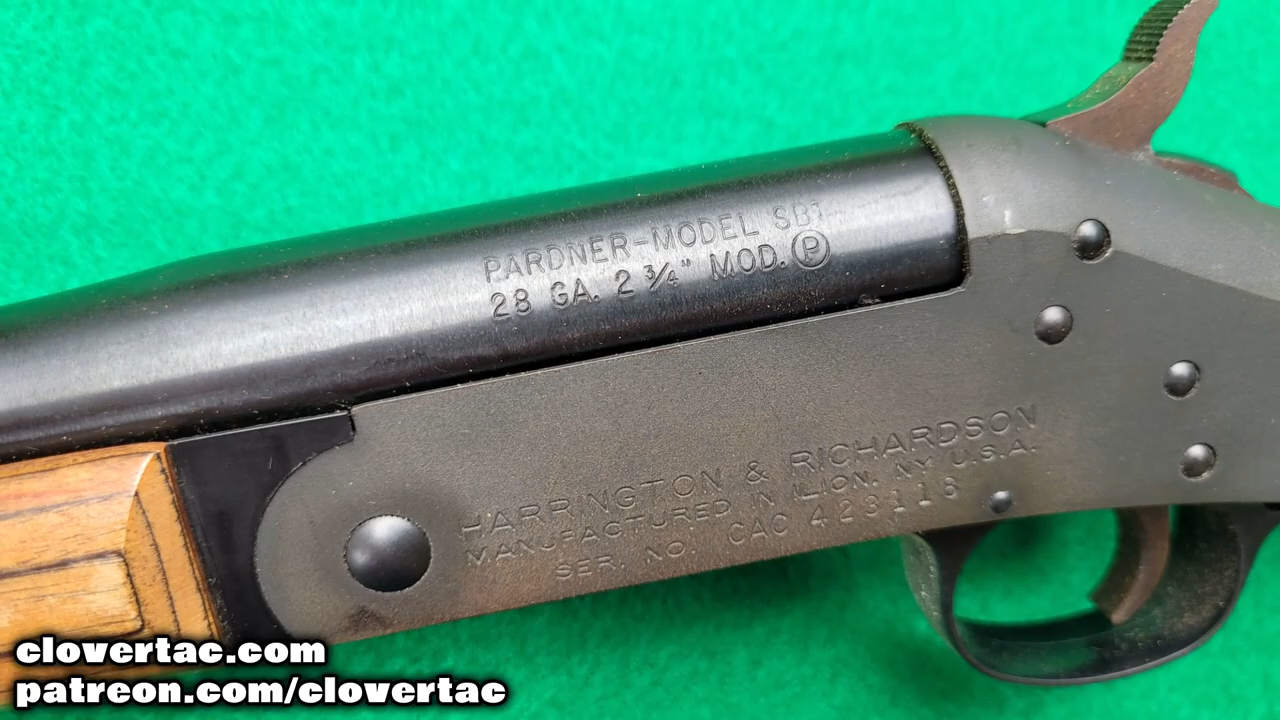 PARDNER-MODEL SB1
28 GA. 2 3/4" MOD. P
HARRINGTON & RICHARDSON
MANUFACTURED IN ILION, NY U.S.A.
SER. NO. CAC 423118
clovertac.com
patreon.com/clovertac